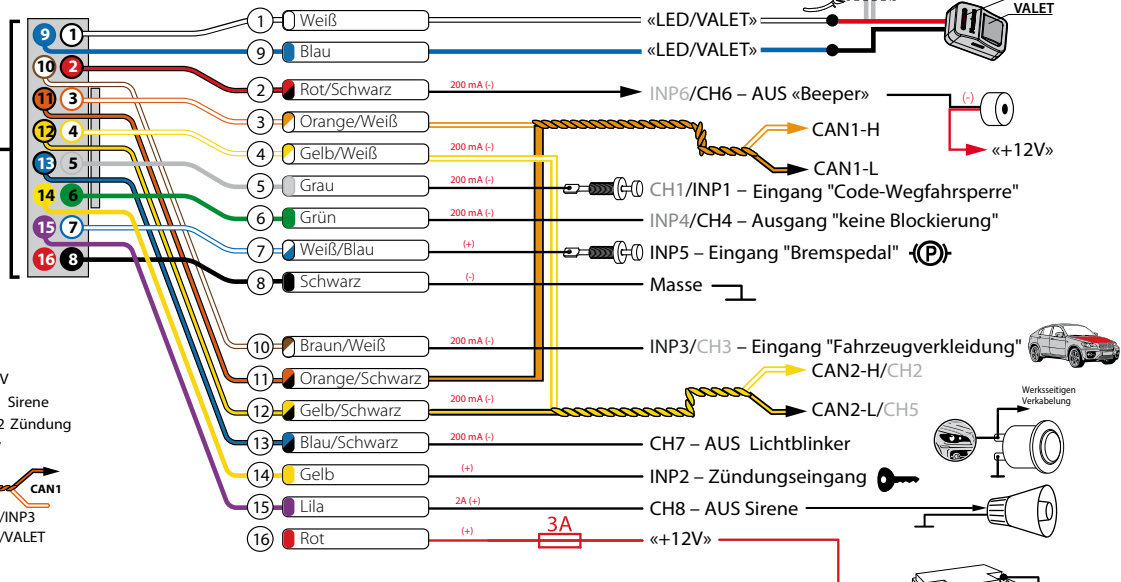 VALET
9 1
10 2
11 3
12 4
13 5
14 6
15 7
16 8
1 Weiß «LED/VALET»
9 Blau «LED/VALET»
2 Rot/Schwarz 200 mA (-) INP6/CH6 – AUS «Beeper» (-)
«+12V»
3 Orange/Weiß CAN1-H
4 Gelb/Weiß 200 mA (-) CAN1-L
5 Grau 200 mA (-) CH1/INP1 – Eingang "Code-Wegfahrsperre"
6 Grün 200 mA (-) INP4/CH4 – Ausgang "keine Blockierung"
7 Weiß/Blau (+) INP5 – Eingang "Bremspedal" (P)
8 Schwarz (-) Masse
10 Braun/Weiß 200 mA (-) INP3/CH3 – Eingang "Fahrzeugverkleidung"
11 Orange/Schwarz CAN2-H/CH2
12 Gelb/Schwarz 200 mA (-) CAN2-L/CH5
Werksseitigen
Verkabelung
13 Blau/Schwarz 200 mA (-) CH7 – AUS Lichtblinker
14 Gelb (+) INP2 – Zündungseingang
15 Lila 2A (+) CH8 – AUS Sirene
16 Rot (+) 3A «+12V»
V
Sirene
2 Zündung
CAN1
/INP3
/VALET